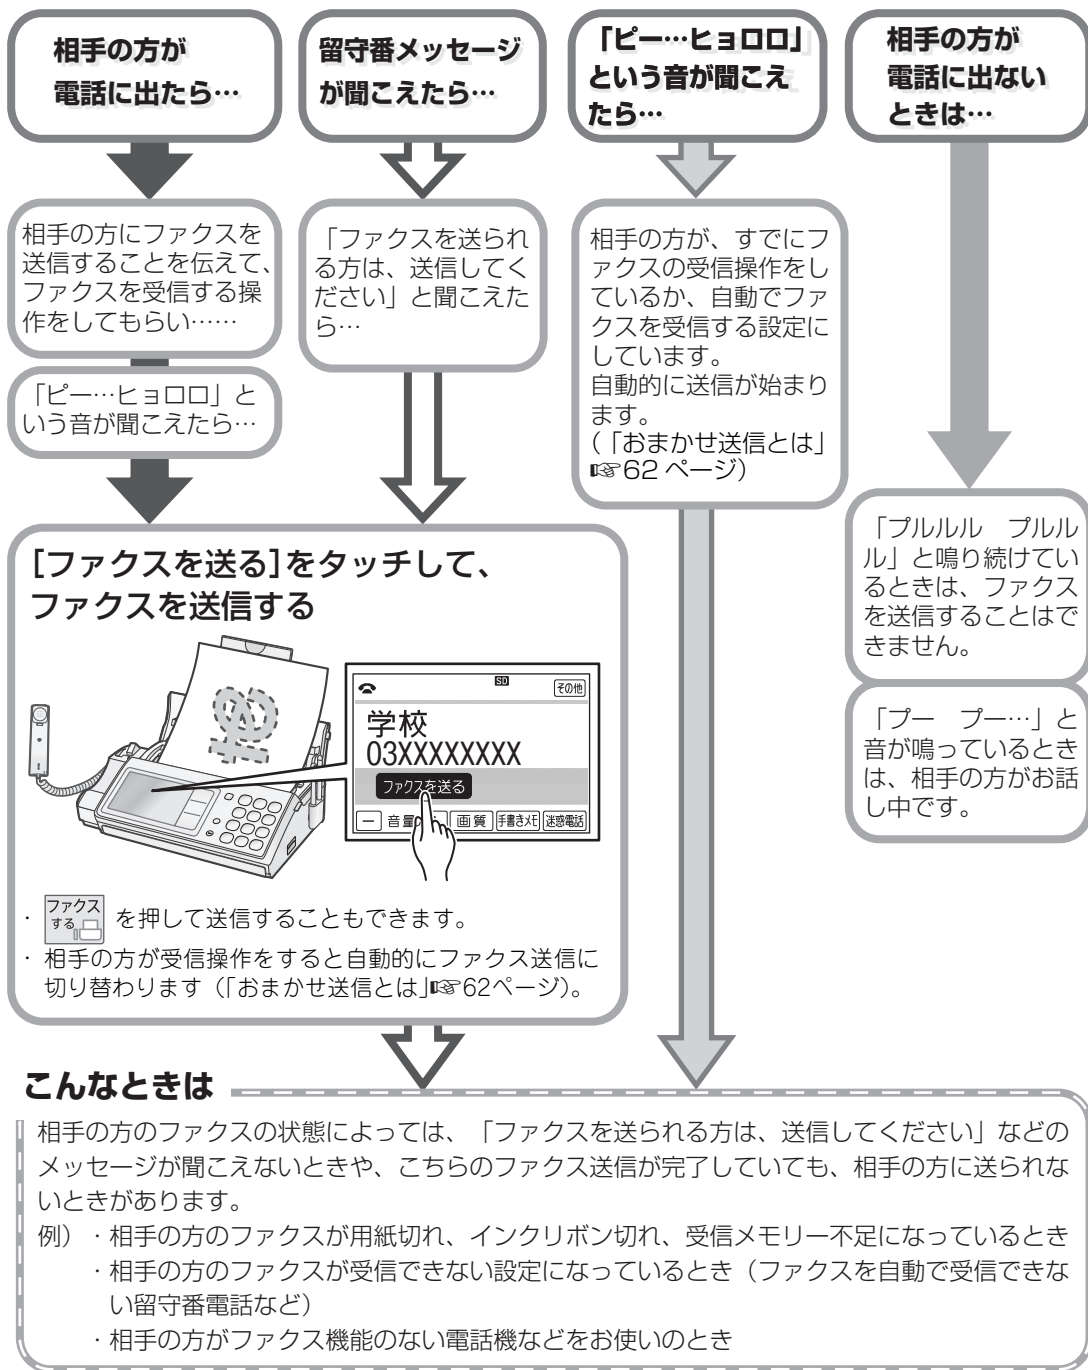 相手の方が
電話に出たら…
留守番メッセージ
が聞こえたら…
「ピー…ヒョロロ」
という音が聞こえ
たら…
相手の方が
電話に出ない
ときは…
相手の方にファクスを
送信することを伝えて、
ファクスを受信する操
作をしてもらい……
「ピー…ヒョロロ」と
いう音が聞こえたら…
「ファクスを送られ
る方は、送信してく
ださい」と聞こえた
ら…
相手の方が、すでにフ
ァクスの受信操作をし
ているか、自動でファ
クスを受信する設定に
しています。
自動的に送信が始まり
ます。
(「おまかせ送信とは」
☞62 ページ)
「プルルル　プルル
ル」と鳴り続けてい
るときは、ファクス
を送信することはで
きません。
「プー　プー…」と
音が鳴っているとき
は、相手の方がお話
し中です。
[ファクスを送る]をタッチして、
ファクスを送信する
SD
その他
学校
03XXXXXXXX
ファクスを送る
− 音量 画質 手書きメモ 迷惑電話
・ ファクス
する を押して送信することもできます。
・ 相手の方が受信操作をすると自動的にファクス送信に
切り替わります（「おまかせ送信とは」☞62ページ）。
こんなときは
相手の方のファクスの状態によっては、「ファクスを送られる方は、送信してください」などの
メッセージが聞こえないときや、こちらのファクス送信が完了していても、相手の方に送られな
いときがあります。
例）・相手の方のファクスが用紙切れ、インクリボン切れ、受信メモリー不足になっているとき
・相手の方のファクスが受信できない設定になっているとき（ファクスを自動で受信できな
い留守番電話など）
・相手の方がファクス機能のない電話機などをお使いのとき